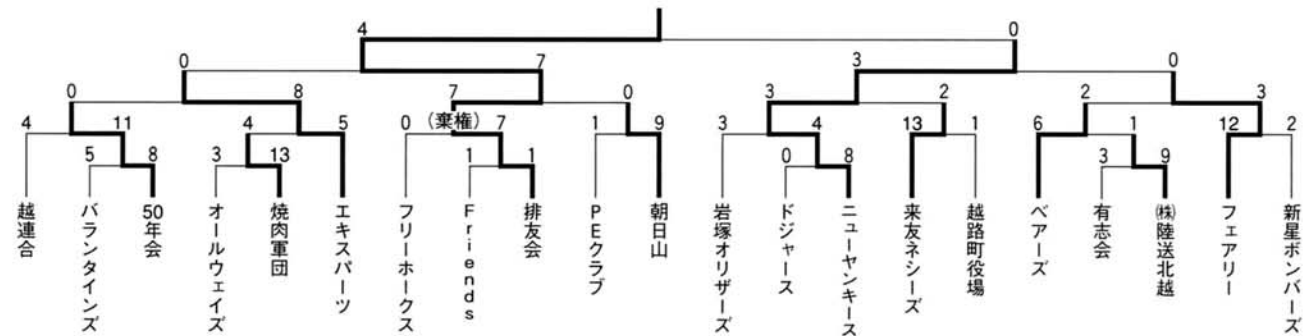 4 0
0 7 3 0
0 8 7 0 3 2 2 3
4 11 4 5 0 (棄権) 7 1 9 3 4 13 1 6 1 12 2
5 8 3 13 1 1 0 8 3 9
越連合
バランタインズ
50年会
オールウェイズ
焼肉軍団
エキスパーツ
フリーホークス
Friends
排友会
PEクラブ
朝日山
岩塚オリザーズ
ドジャース
ニューヤンキース
来友ネシーズ
越路町役場
ベアーズ
有志会
㈱陸送北越
フェアリー
新星ボンバーズ